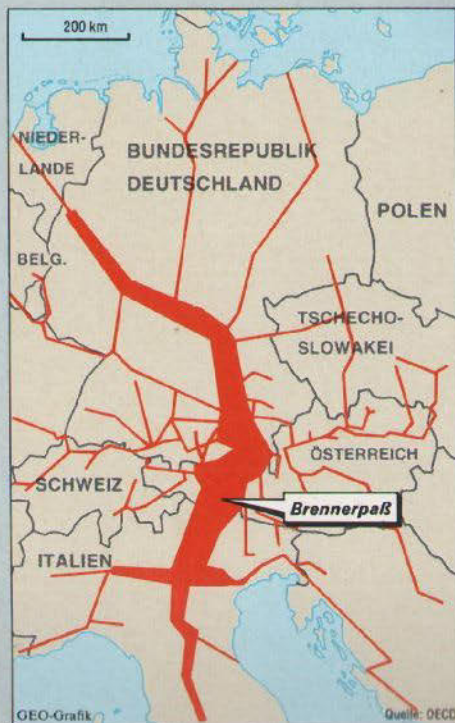 200 km
NIEDER-
LANDE
BUNDESREPUBLIK
DEUTSCHLAND
POLEN
BELG.
TSCHECHO-
SLOWAKEI
ÖSTERREICH
SCHWEIZ
Brennerpaß
ITALIEN
GEO-Grafik
Quelle: OECD